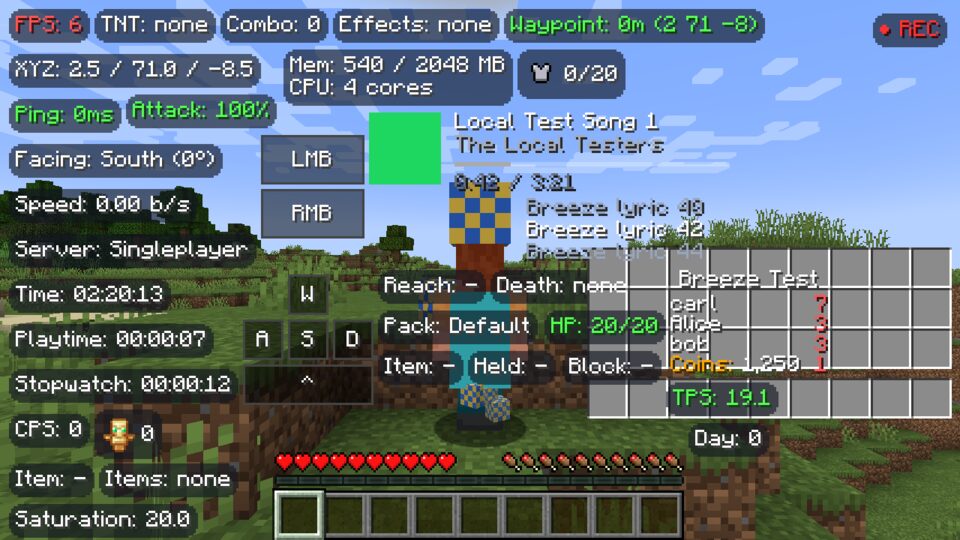 FPS: 6 TNT: none Combo: 0 Effects: none Waypoint: 0m (2 71 -8) REC
XYZ: 2.5 / 71.0 / -8.5 Mem: 540 / 2048 MB 0/20
CPU: 4 cores
Ping: 0ms Attack: 100%
Local Test Song 1
The Local Testers
0:42 / 3:21
Facing: South (0°) LMB
Speed: 0.00 b/s RMB
Breeze lyric 40
Breeze lyric 42
Breeze lyric 44
Server: Singleplayer
Time: 02:20:13 W Reach: - Death: none
Breeze Test
carl 7
Alice 3
bob 3
Coins: 1,250 1
Playtime: 00:00:07 A S D Pack: Default HP: 20/20
Stopwatch: 00:00:12 ^ Item: - Held: - Block: -
TPS: 19.1
CPS: 0 0 Day: 0
Item: - Items: none
Saturation: 20.0